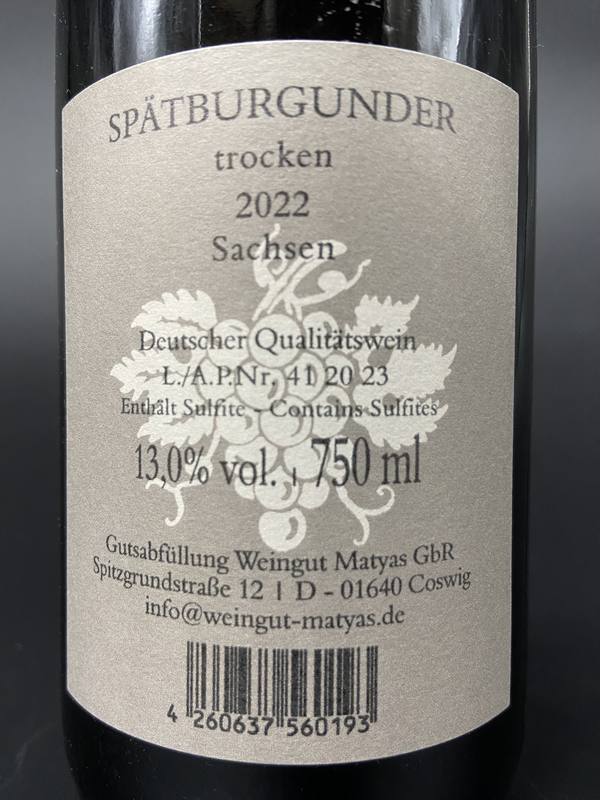 SPÄTBURGUNDER
trocken
2022
Sachsen
Deutscher Qualitätswein
L./A.P.Nr. 41 20 23
Enthält Sulfite - Contains Sulfites
13,0% vol. | 750 ml
Gutsabfüllung Weingut Matyas GbR
Spitzgrundstraße 12 | D - 01640 Coswig
info@weingut-matyas.de
4 260637 560193